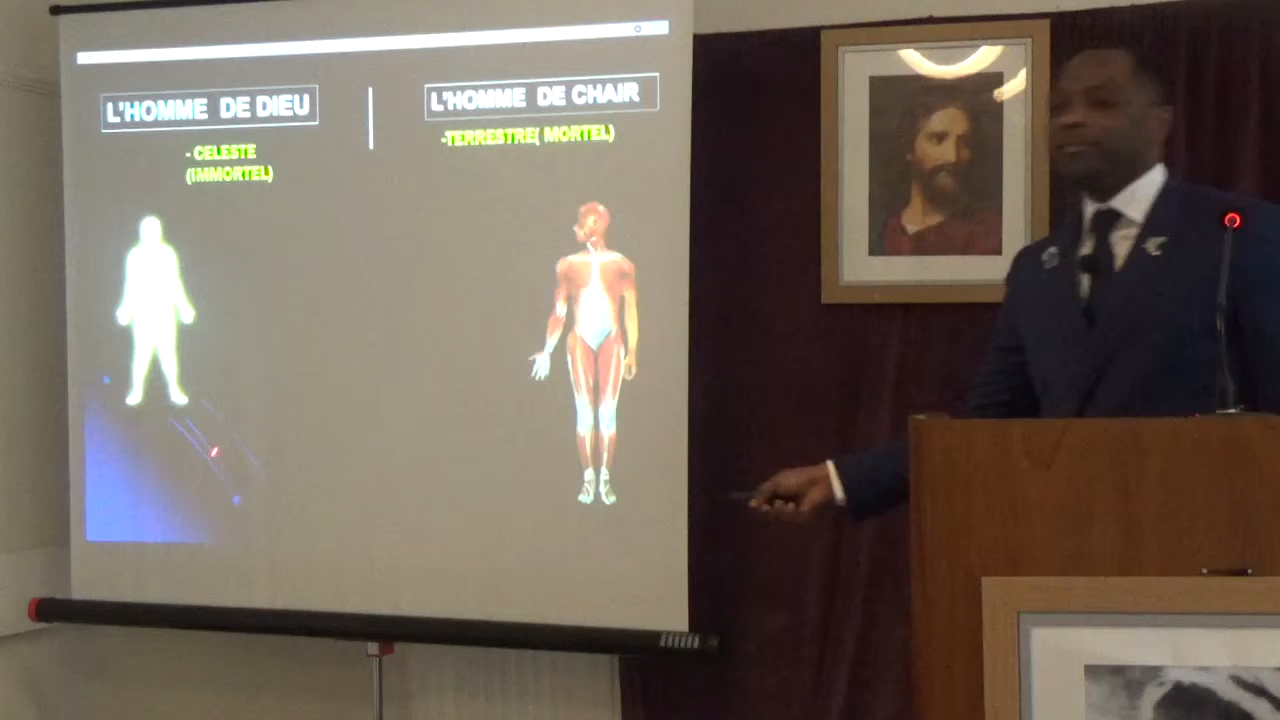 L'HOMME DE DIEU
- CELESTE
(IMMORTEL)
L'HOMME DE CHAIR
-TERRESTRE( MORTEL)